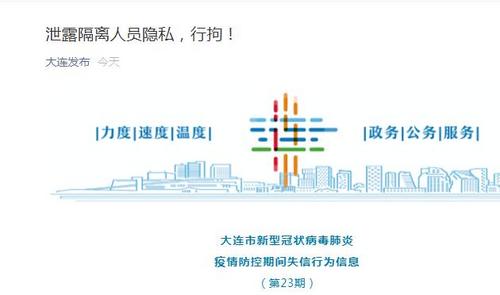 泄露隔离人员隐私，行拘！
大连发布 今天
|力度|速度|温度| |政务|公务|服务|
大连市新型冠状病毒肺炎
疫情防控期间失信行为信息
（第23期）